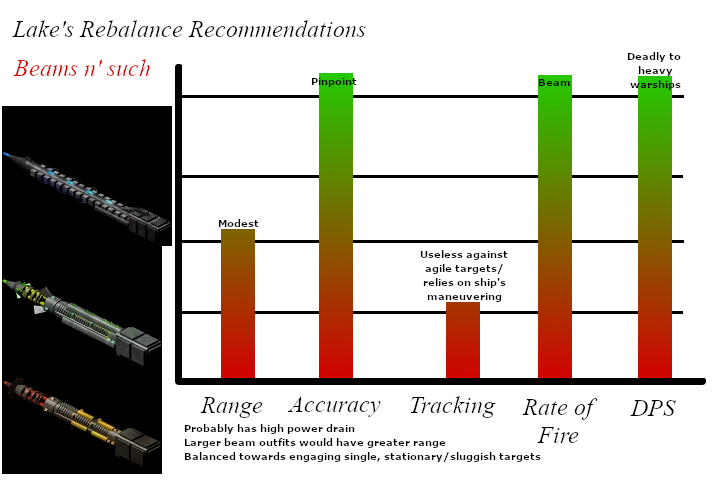 Lake's Rebalance Recommendations
Beams n' such
Modest
Pinpoint
Useless against
agile targets/
relies on ship's
maneuvering
Beam
Deadly to
heavy
warships
Range
Accuracy
Tracking
Rate of
Fire
DPS
Probably has high power drain
Larger beam outfits would have greater range
Balanced towards engaging single, stationary/sluggish targets